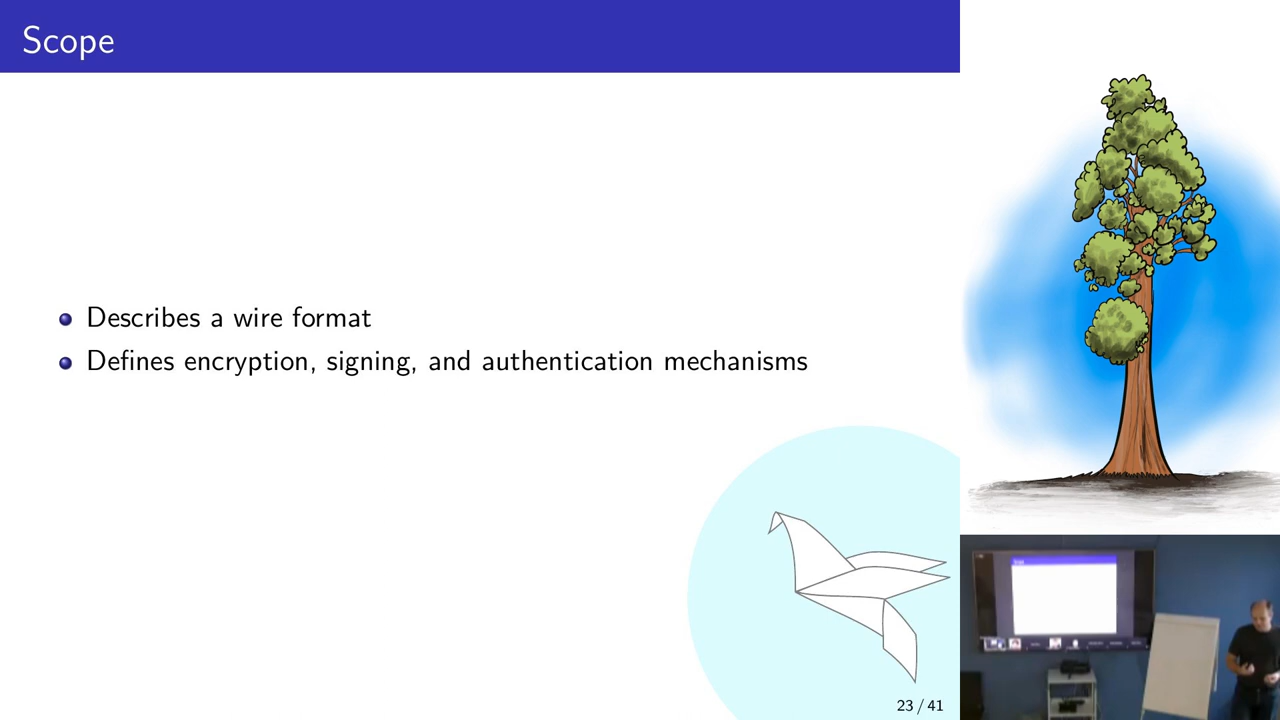 Scope
Describes a wire format
Defines encryption, signing, and authentication mechanisms
23 / 41